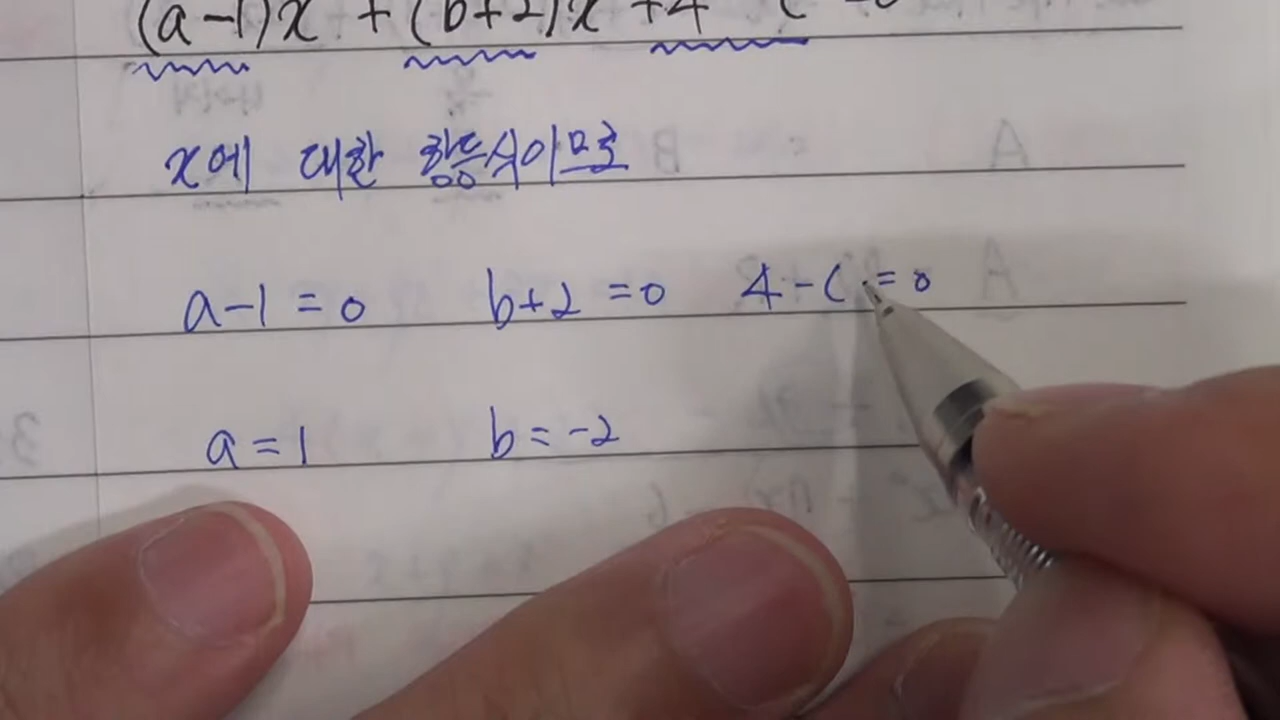 (a-1)x + (b+2)x + 4 - c = 0
x에 대한 항등식이므로
a-1=0 b+2=0 4-c=0
a=1 b=-2